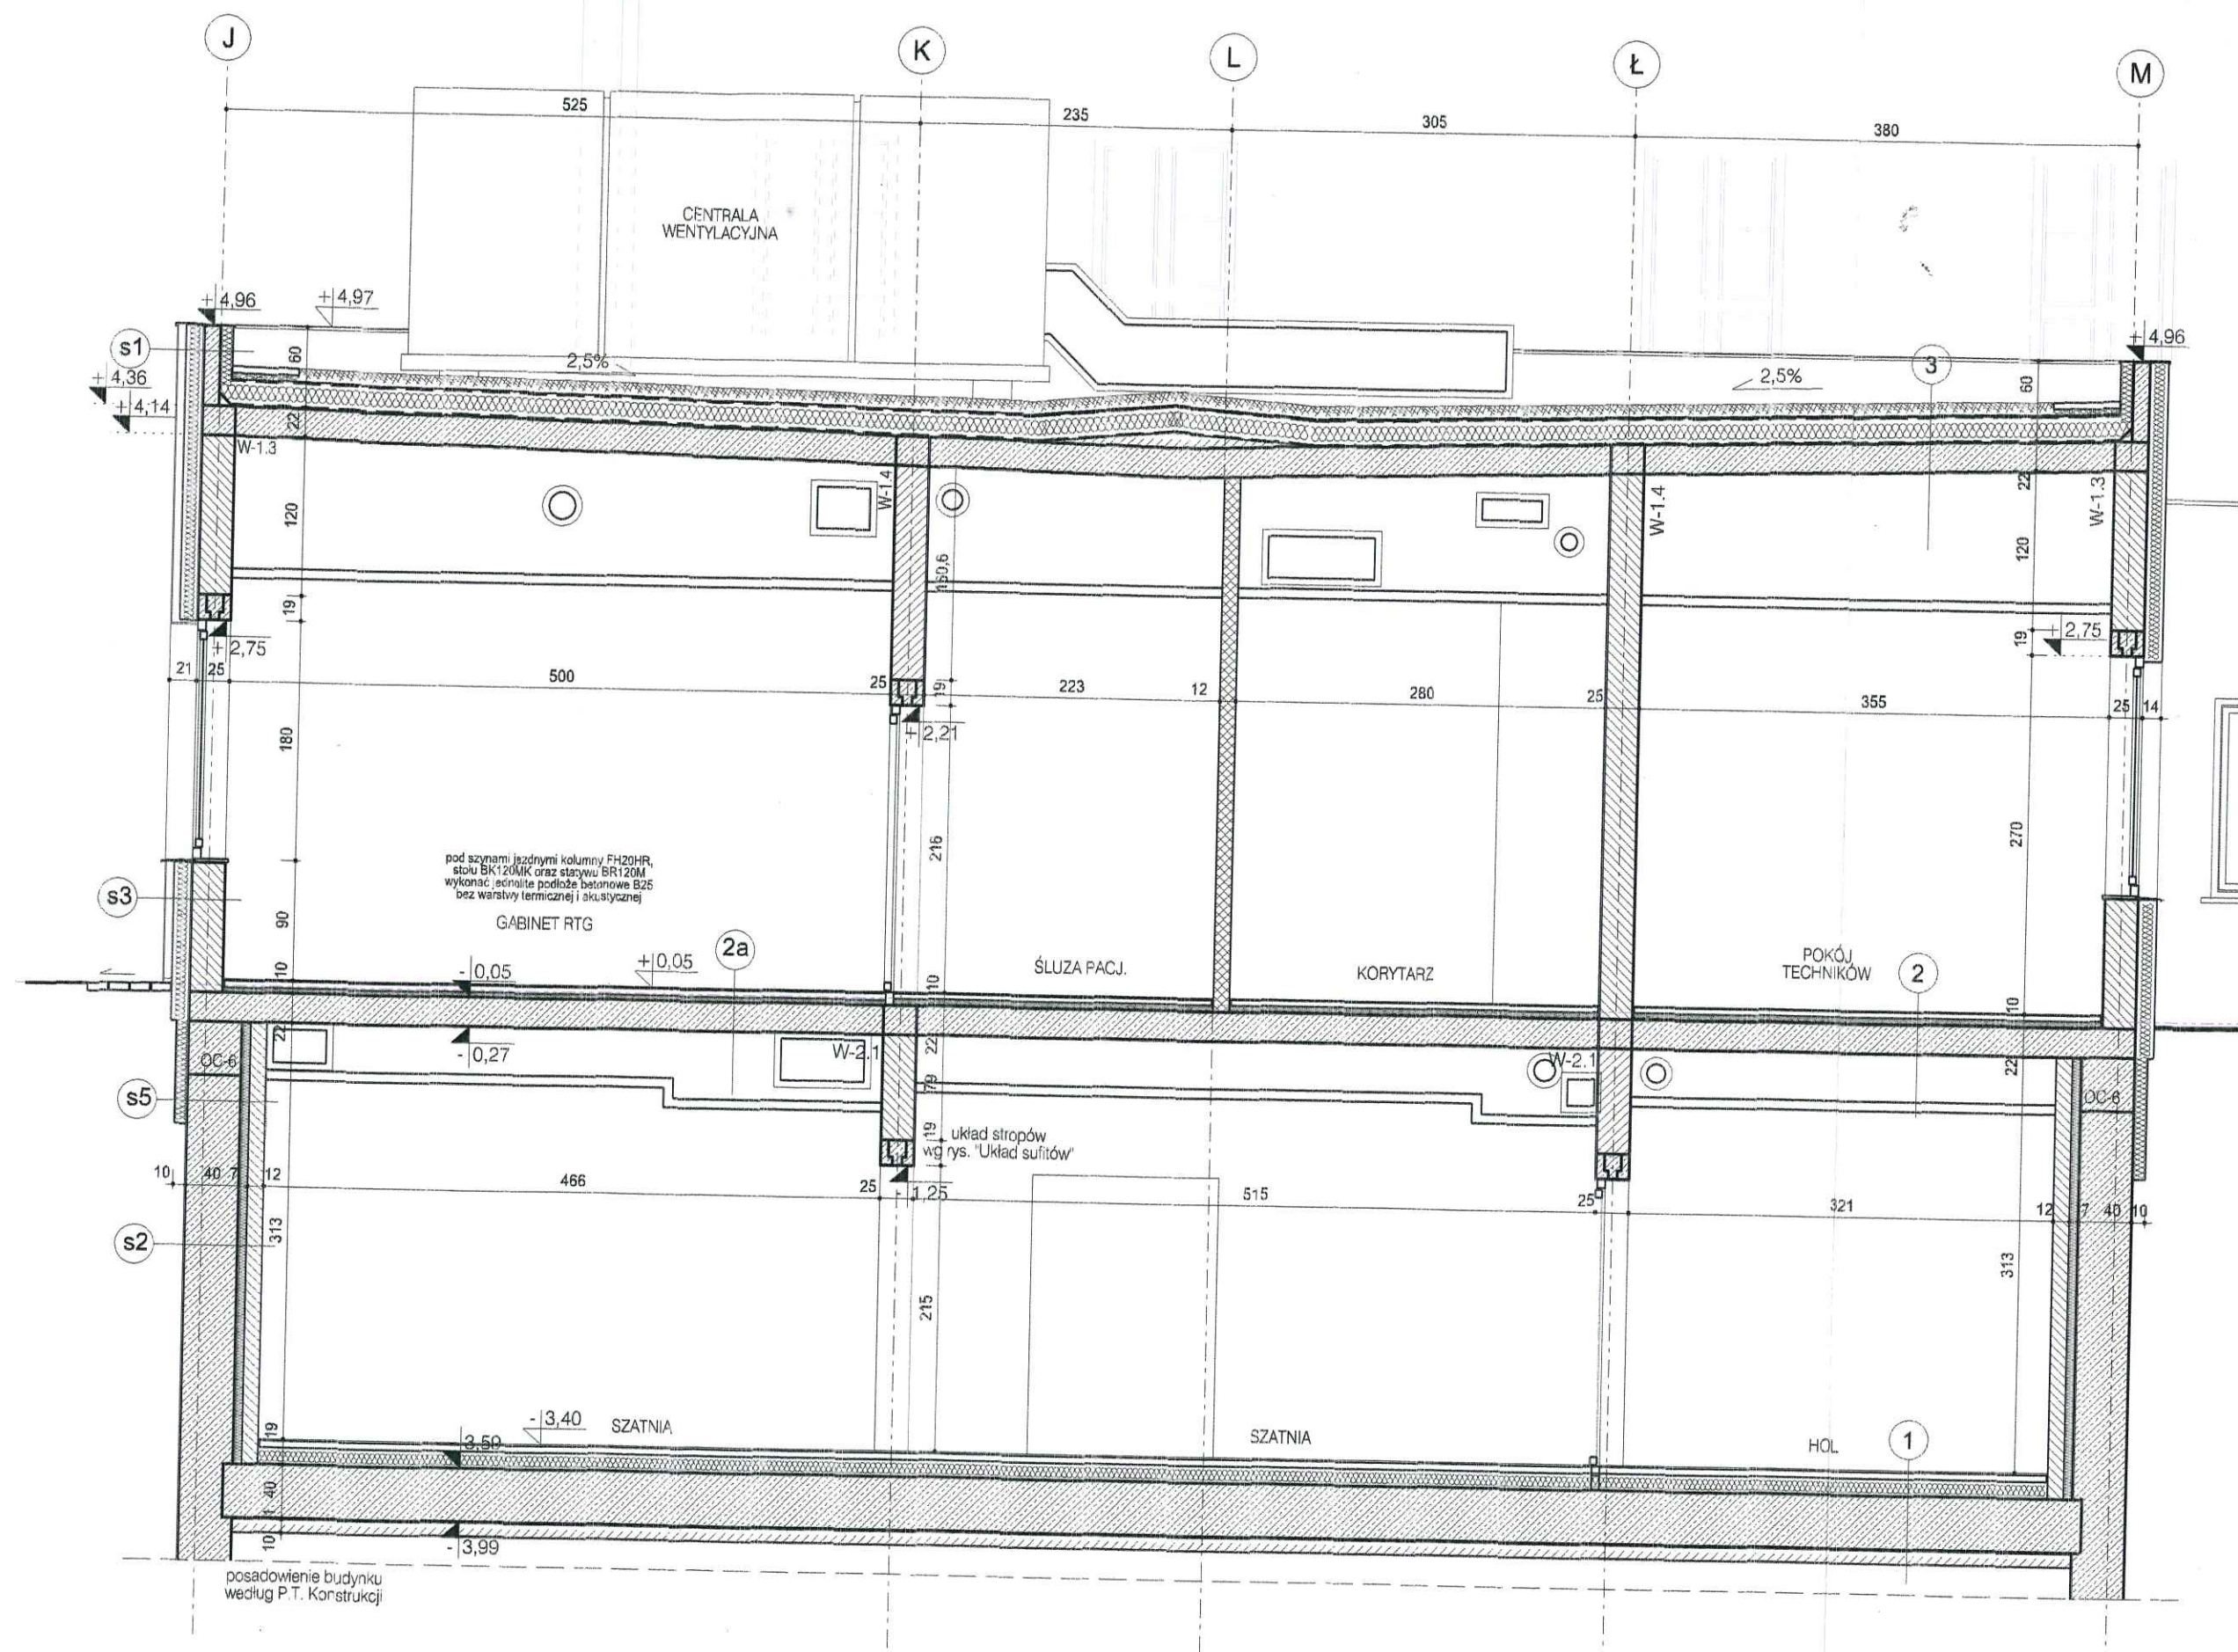 J
K
L
Ł
M
525
235
305
380
CENTRALA
WENTYLACYJNA
+4,96
+4,97
s1
60
2,5%
+4,96
+4,36
3
2,5%
60
+4,14
22
W-1.3
W-1.4
W-1.4
22
W-1.3
120
160,6
120
19
+2,75
19
+2,75
21
25
500
25
19
223
12
280
25
355
25
14
+2,21
180
216
270
pod szynami jezdnymi kolumny FH20HR,
stołu BK120MK oraz statywu BR120M
wykonać jednolite podłoże betonowe B25
bez warstwy termicznej i akustycznej
s3
GABINET RTG
90
2a
+0,05
- 0,05
10
ŚLUZA PACJ.
10
KORYTARZ
POKÓJ
TECHNIKÓW
2
10
22
- 0,27
W-2.1
22
W-2.1
22
OC-6
OC-6
s5
79
19
układ stropów
wg rys. "Układ sufitów"
10
40
7
12
466
25
- 1,25
515
25
321
12
7
40
10
s2
313
215
313
19
- 3,40
SZATNIA
SZATNIA
HOL
1
3,59
40
10
- 3,99
posadowienie budynku
według P.T. Konstrukcji